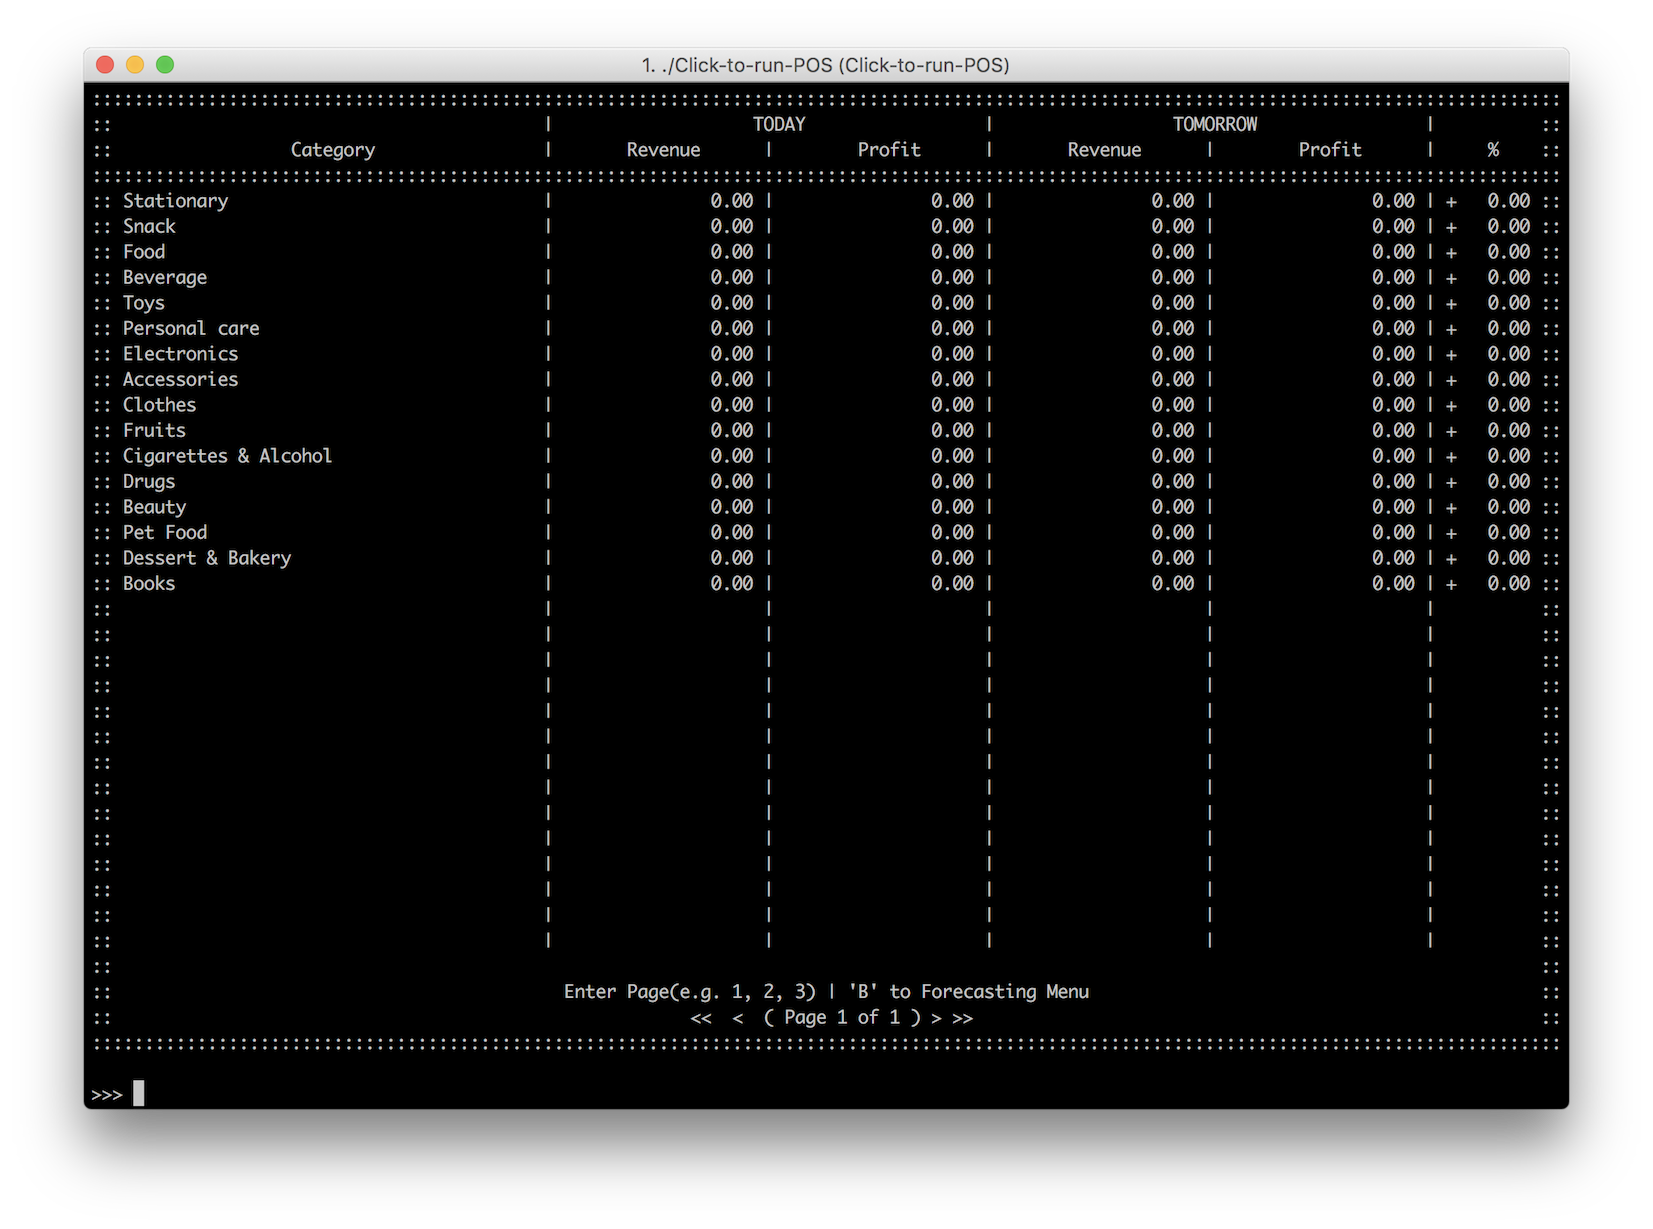 1. ./Click-to-run-POS (Click-to-run-POS)
::::::::::::::::::::::::::::::::::::::::::::::::::::::::::::::::::::::::::::::::::::::::::::::::::::::::::::::::::::::::::::::::::::::::::::
:: | TODAY | TOMORROW | ::
:: Category | Revenue | Profit | Revenue | Profit | % ::
::::::::::::::::::::::::::::::::::::::::::::::::::::::::::::::::::::::::::::::::::::::::::::::::::::::::::::::::::::::::::::::::::::::::::::
:: Stationary | 0.00 | 0.00 | 0.00 | 0.00 | + 0.00 ::
:: Snack | 0.00 | 0.00 | 0.00 | 0.00 | + 0.00 ::
:: Food | 0.00 | 0.00 | 0.00 | 0.00 | + 0.00 ::
:: Beverage | 0.00 | 0.00 | 0.00 | 0.00 | + 0.00 ::
:: Toys | 0.00 | 0.00 | 0.00 | 0.00 | + 0.00 ::
:: Personal care | 0.00 | 0.00 | 0.00 | 0.00 | + 0.00 ::
:: Electronics | 0.00 | 0.00 | 0.00 | 0.00 | + 0.00 ::
:: Accessories | 0.00 | 0.00 | 0.00 | 0.00 | + 0.00 ::
:: Clothes | 0.00 | 0.00 | 0.00 | 0.00 | + 0.00 ::
:: Fruits | 0.00 | 0.00 | 0.00 | 0.00 | + 0.00 ::
:: Cigarettes & Alcohol | 0.00 | 0.00 | 0.00 | 0.00 | + 0.00 ::
:: Drugs | 0.00 | 0.00 | 0.00 | 0.00 | + 0.00 ::
:: Beauty | 0.00 | 0.00 | 0.00 | 0.00 | + 0.00 ::
:: Pet Food | 0.00 | 0.00 | 0.00 | 0.00 | + 0.00 ::
:: Dessert & Bakery | 0.00 | 0.00 | 0.00 | 0.00 | + 0.00 ::
:: Books | 0.00 | 0.00 | 0.00 | 0.00 | + 0.00 ::
:: | | | | | ::
:: | | | | | ::
:: | | | | | ::
:: | | | | | ::
:: | | | | | ::
:: | | | | | ::
:: | | | | | ::
:: | | | | | ::
:: | | | | | ::
:: | | | | | ::
:: | | | | | ::
:: | | | | | ::
:: | | | | | ::
:: | | | | | ::
:: ::
:: Enter Page(e.g. 1, 2, 3) | 'B' to Forecasting Menu ::
:: << < ( Page 1 of 1 ) > >> ::
::::::::::::::::::::::::::::::::::::::::::::::::::::::::::::::::::::::::::::::::::::::::::::::::::::::::::::::::::::::::::::::::::::::::::::
>>>